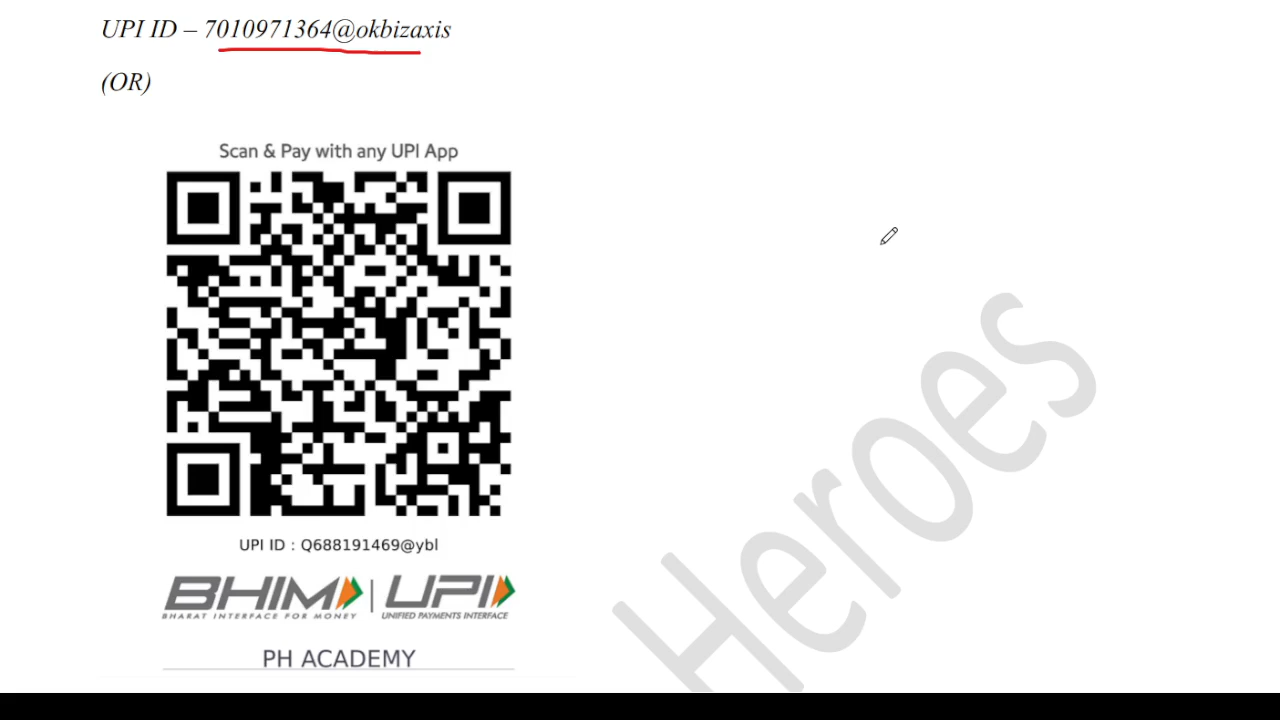 UPI ID – 7010971364@okbizaxis
(OR)
Scan & Pay with any UPI App
UPI ID : Q688191469@ybl
BHIM | UPI
BHARAT INTERFACE FOR MONEY UNIFIED PAYMENTS INTERFACE
PH ACADEMY
Heroes